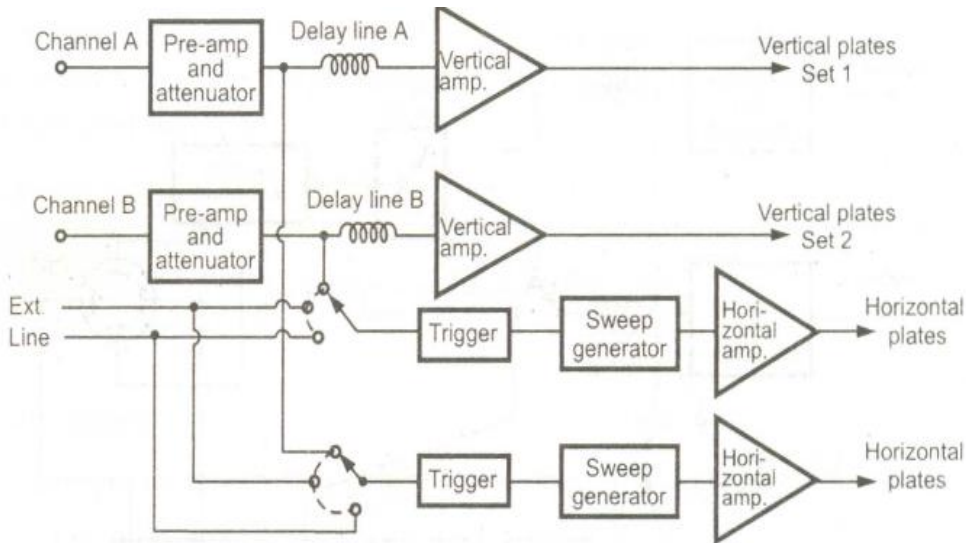 Channel A
Pre-amp
and
attenuator
Delay line A
Vertical
amp.
Vertical plates
Set 1
Channel B
Pre-amp
and
attenuator
Delay line B
Vertical
amp.
Vertical plates
Set 2
Ext.
Line
Trigger
Sweep
generator
Hori-
zontal
amp.
Horizontal
plates
Trigger
Sweep
generator
Hori-
zontal
amp.
Horizontal
plates